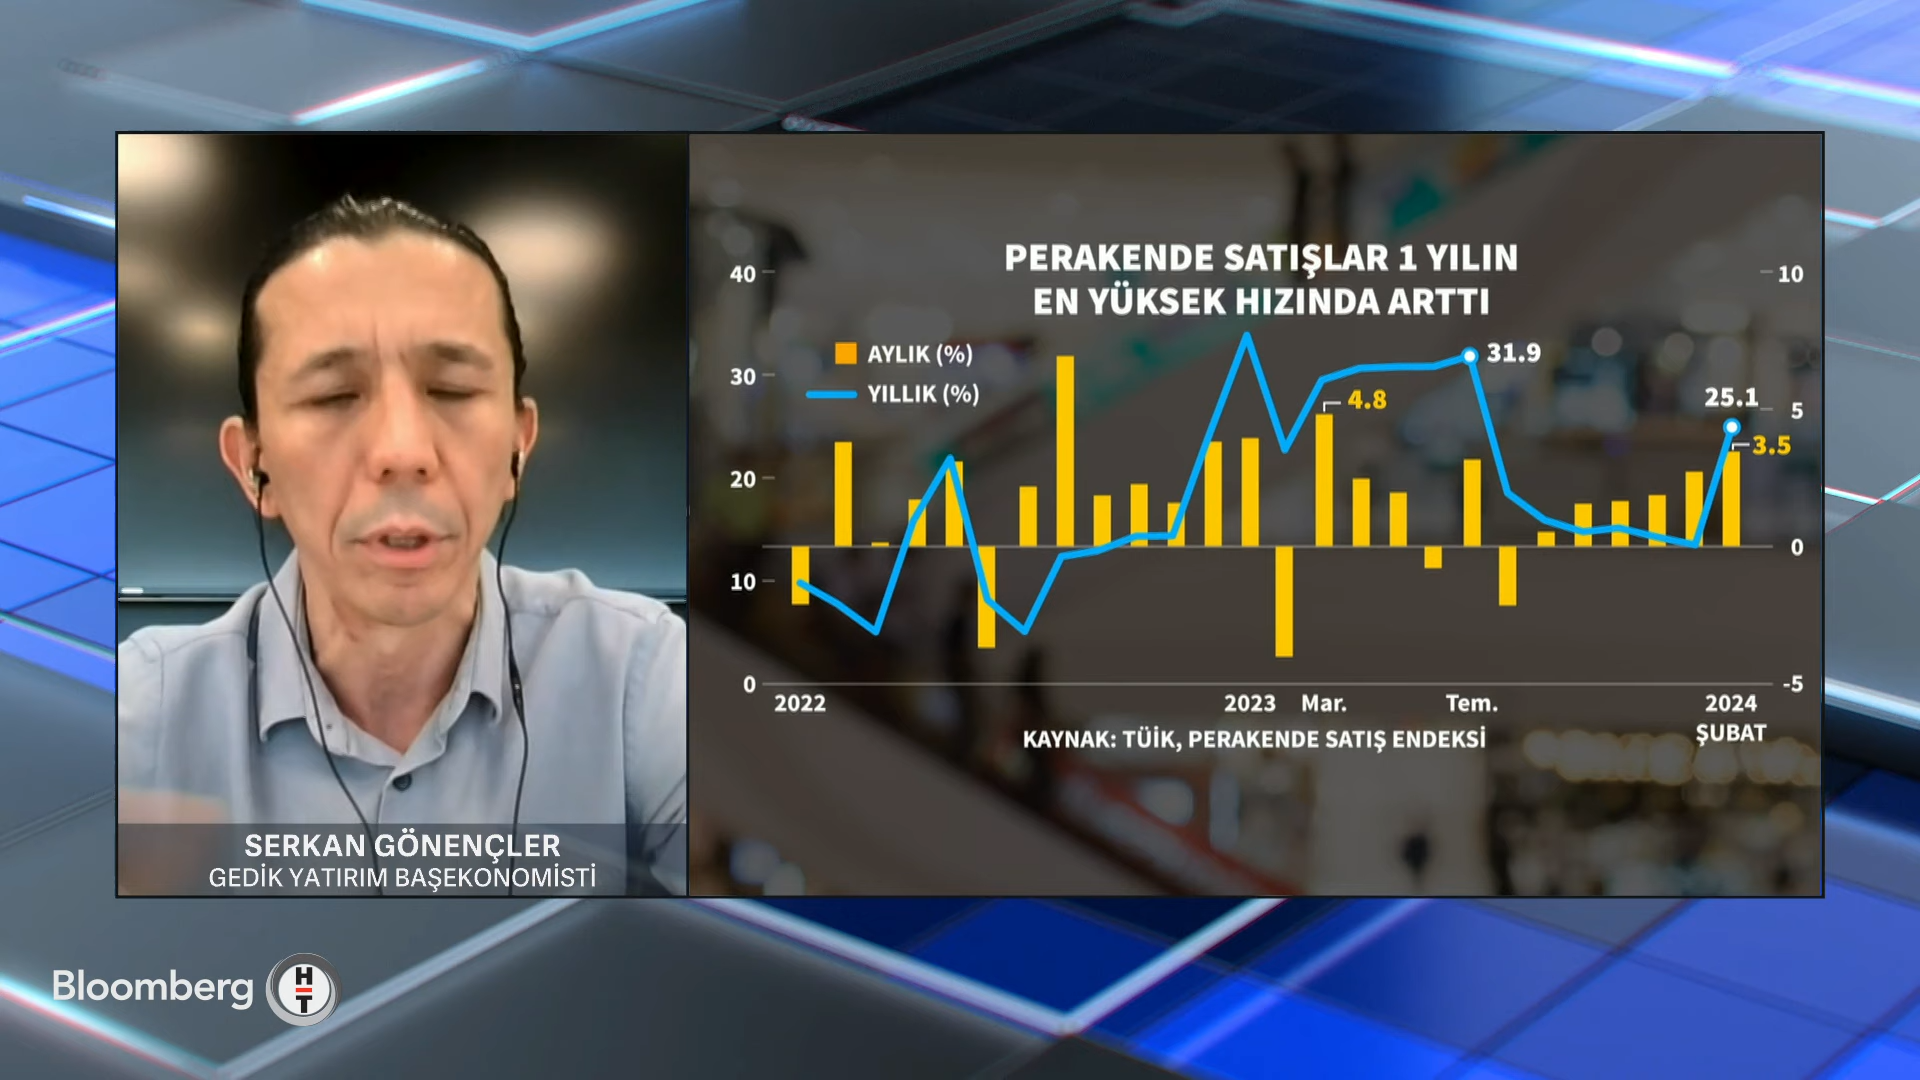 PERAKENDE SATIŞLAR 1 YILIN
EN YÜKSEK HIZINDA ARTTI
40
10
AYLIK (%)
31.9
30
YILLIK (%)
4.8
25.1
5
3.5
20
0
10
0
-5
2022
2023
Mar.
Tem.
2024
ŞUBAT
KAYNAK: TÜİK, PERAKENDE SATIŞ ENDEKSİ
SERKAN GÖNENÇLER
GEDİK YATIRIM BAŞEKONOMİSTİ
Bloomberg HT